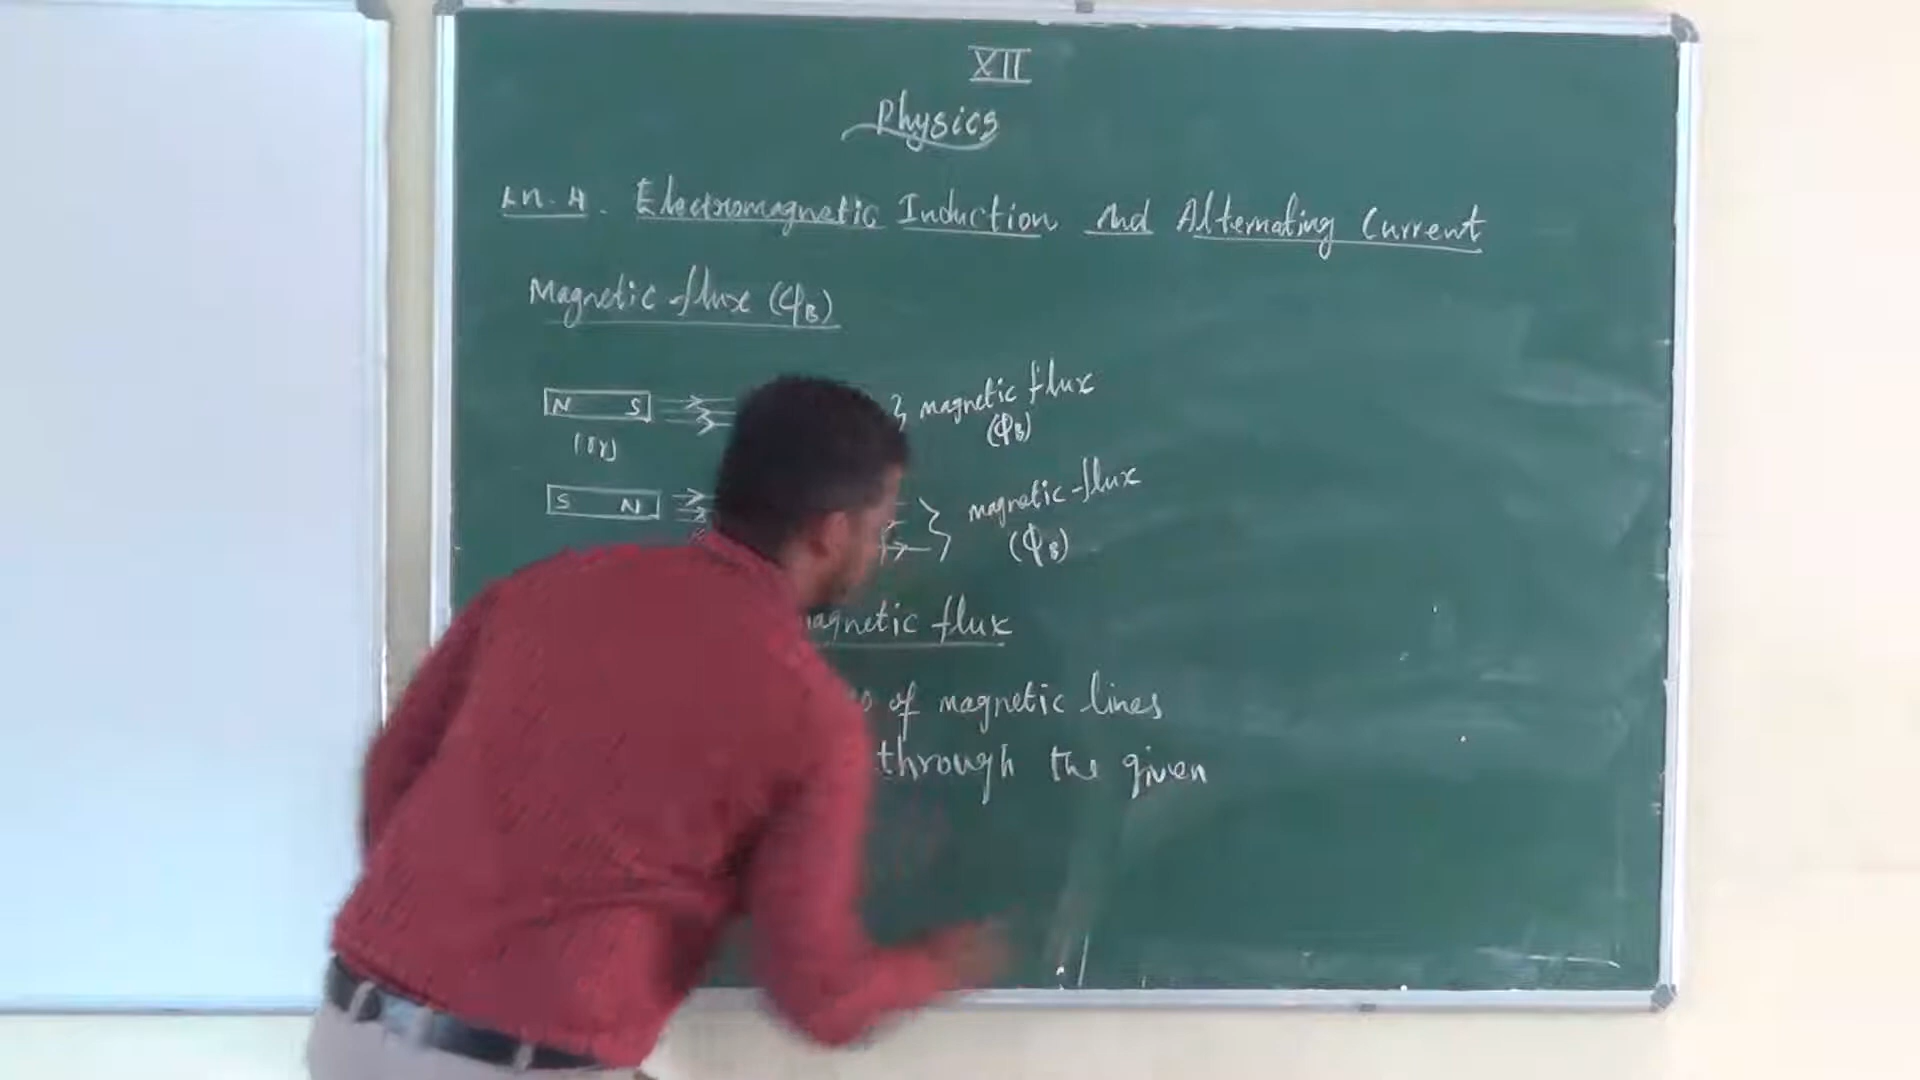 XII
Physics
Ln. 4. Electromagnetic Induction And Alternating Current
Magnetic flux (ΦB)
N S
magnetic flux
(or)
(ΦB)
S N
magnetic flux
(ΦB)
magnetic flux
of magnetic lines
through the given